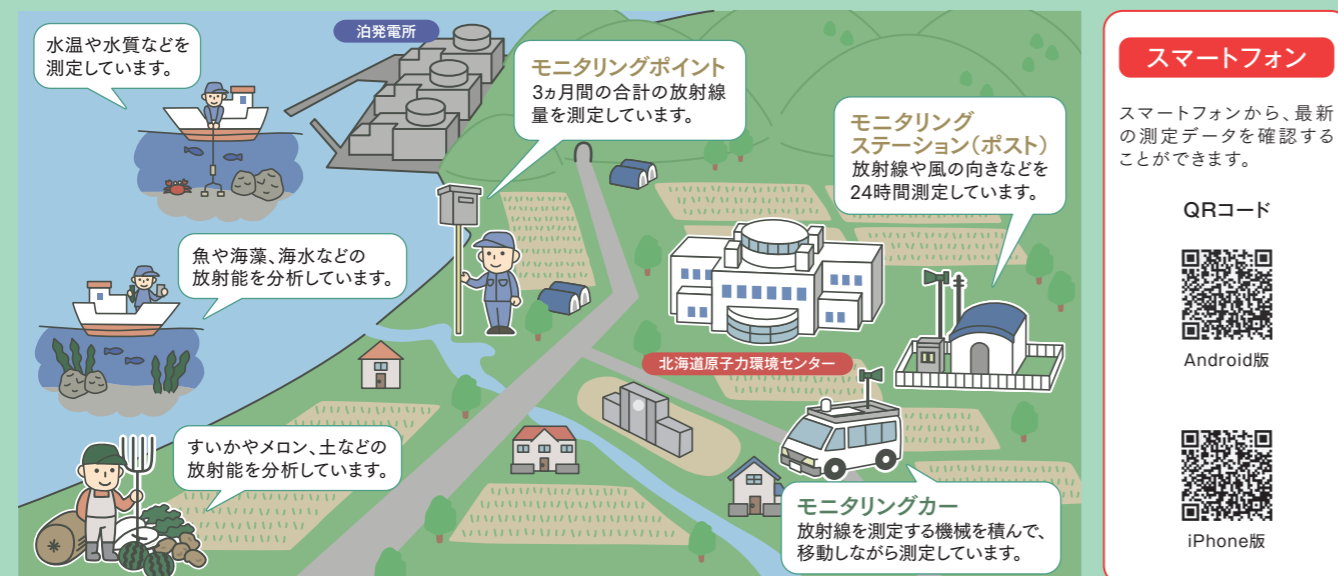 水温や水質などを
測定しています。
泊発電所
モニタリングポイント
3ヵ月間の合計の放射線
量を測定しています。
モニタリング
ステーション(ポスト)
放射線や風の向きなどを
24時間測定しています。
魚や海藻、海水などの
放射能を分析しています。
北海道原子力環境センター
すいかやメロン、土などの
放射能を分析しています。
モニタリングカー
放射線を測定する機械を積んで、
移動しながら測定しています。
スマートフォン
スマートフォンから、最新
の測定データを確認する
ことができます。
QRコード
Android版
iPhone版